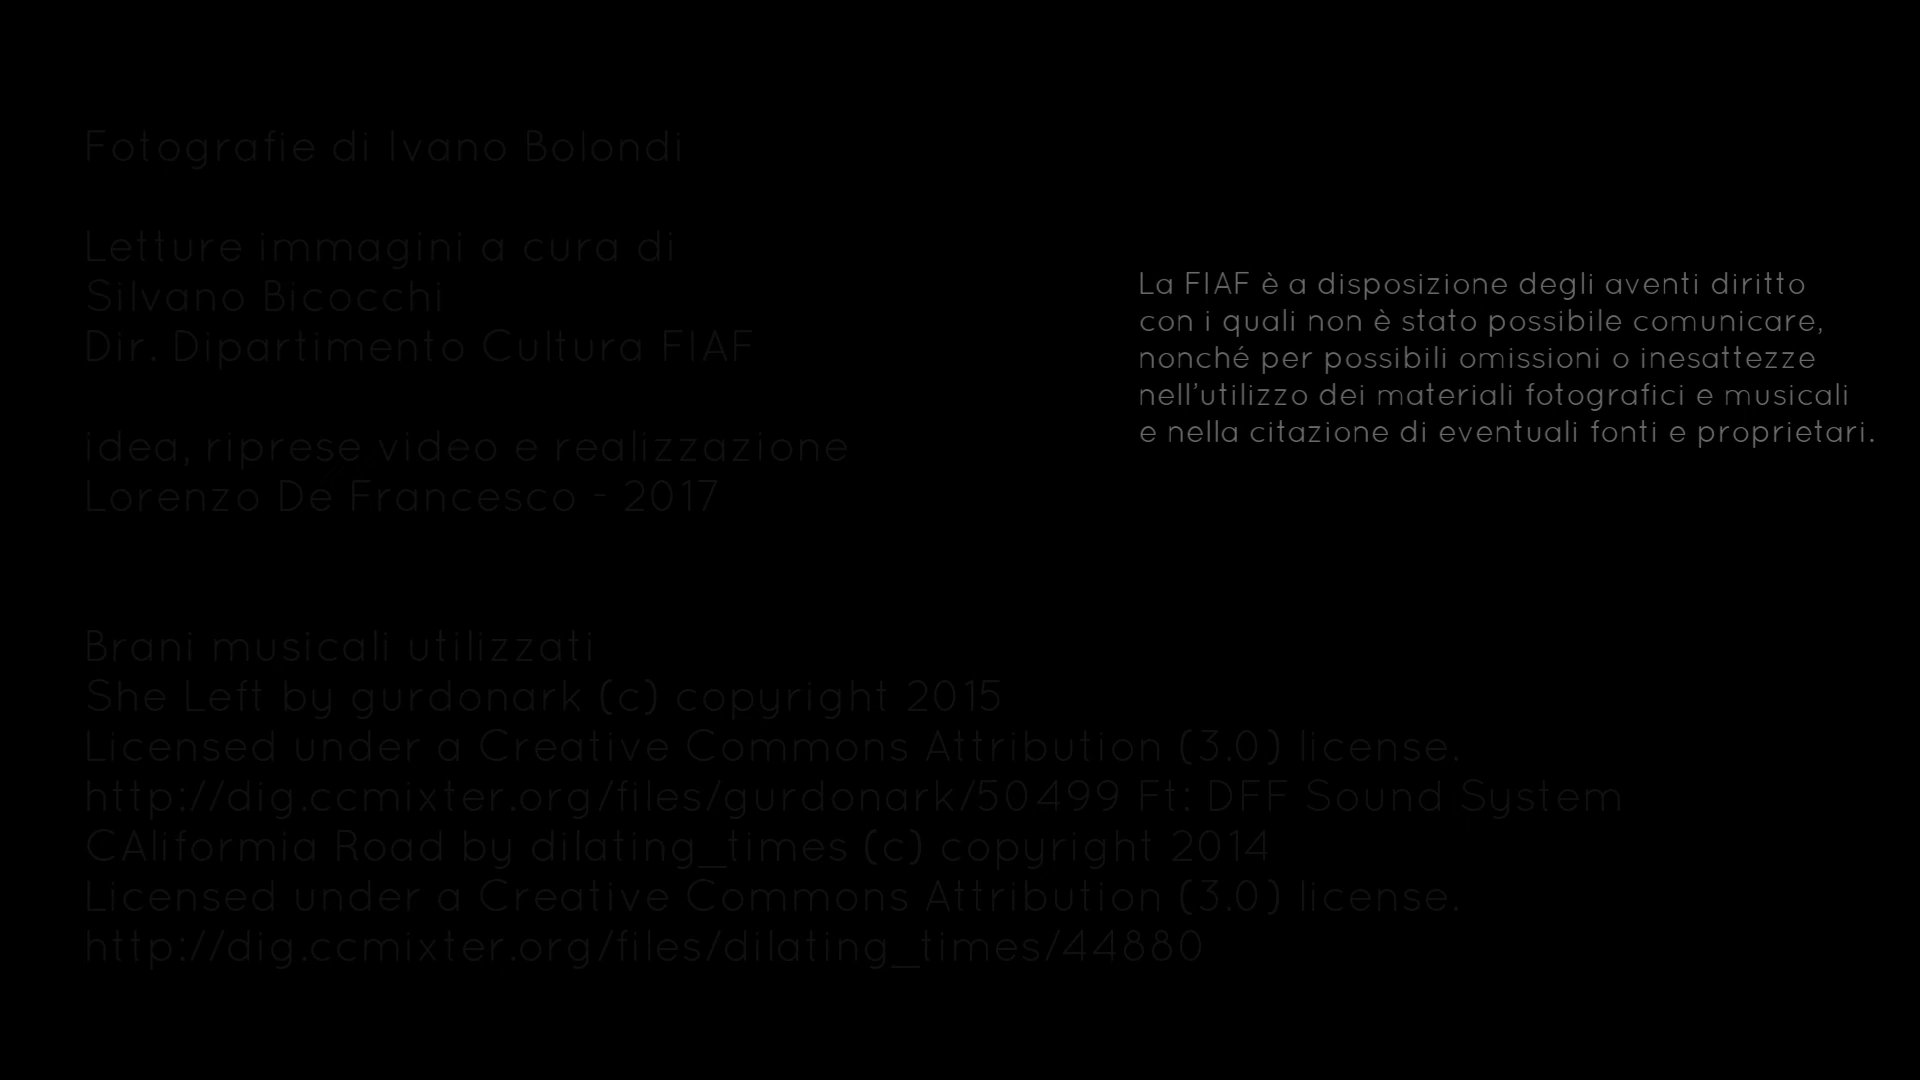 Fotografie di Ivano Bolondi
Letture immagini a cura di
Silvano Bicocchi
Dir. Dipartimento Cultura FIAF
idea, riprese video e realizzazione
Lorenzo De Francesco - 2017
La FIAF è a disposizione degli aventi diritto
con i quali non è stato possibile comunicare,
nonché per possibili omissioni o inesattezze
nell’utilizzo dei materiali fotografici e musicali
e nella citazione di eventuali fonti e proprietari.
Brani musicali utilizzati
She Left by gurdonark (c) copyright 2015
Licensed under a Creative Commons Attribution (3.0) license.
http://dig.ccmixter.org/files/gurdonark/50499 Ft: DFF Sound System
CAliformia Road by dilating_times (c) copyright 2014
Licensed under a Creative Commons Attribution (3.0) license.
http://dig.ccmixter.org/files/dilating_times/44880